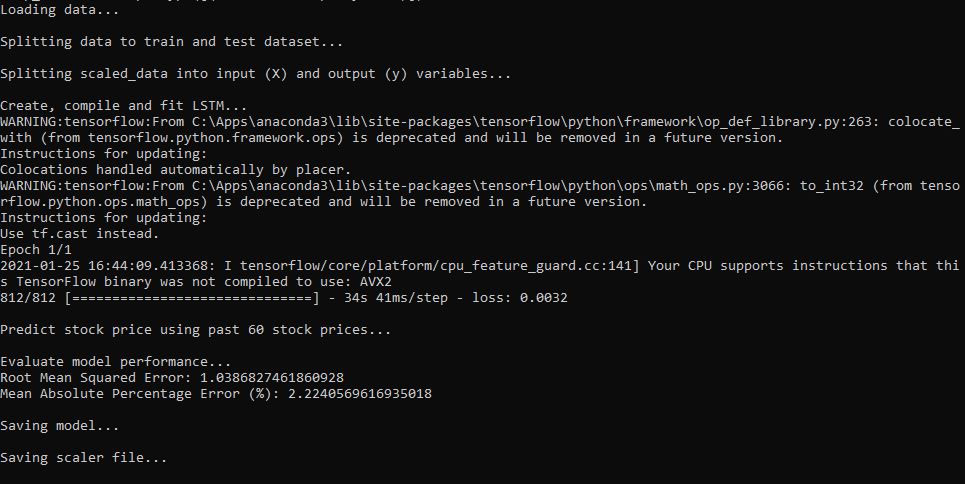 Loading data...
Splitting data to train and test dataset...
Splitting scaled_data into input (X) and output (y) variables...
Create, compile and fit LSTM...
WARNING:tensorflow:From C:\Apps\anaconda3\lib\site-packages\tensorflow\python\framework\op_def_library.py:263: colocate_
with (from tensorflow.python.framework.ops) is deprecated and will be removed in a future version.
Instructions for updating:
Colocations handled automatically by placer.
WARNING:tensorflow:From C:\Apps\anaconda3\lib\site-packages\tensorflow\python\ops\math_ops.py:3066: to_int32 (from tenso
rflow.python.ops.math_ops) is deprecated and will be removed in a future version.
Instructions for updating:
Use tf.cast instead.
Epoch 1/1
2021-01-25 16:44:09.413368: I tensorflow/core/platform/cpu_feature_guard.cc:141] Your CPU supports instructions that thi
s TensorFlow binary was not compiled to use: AVX2
812/812 [==============================] - 34s 41ms/step - loss: 0.0032
Predict stock price using past 60 stock prices...
Evaluate model performance...
Root Mean Squared Error: 1.0386827461860928
Mean Absolute Percentage Error (%): 2.2240569616935018
Saving model...
Saving scaler file...